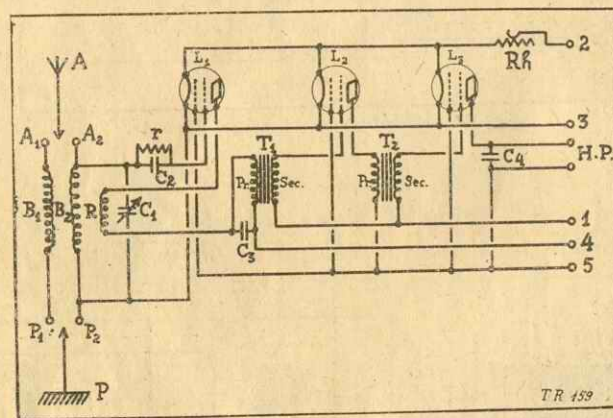 A
L₁
L₂
L₃
Rh
2
3
A₁
A₂
r
C₂
T₁
T₂
C₄
H.P.
B₁
B₂
R
C₁
Pr.
Sec.
Pr.
Sec.
C₃
1
4
5
P₁
P₂
P
TR 159